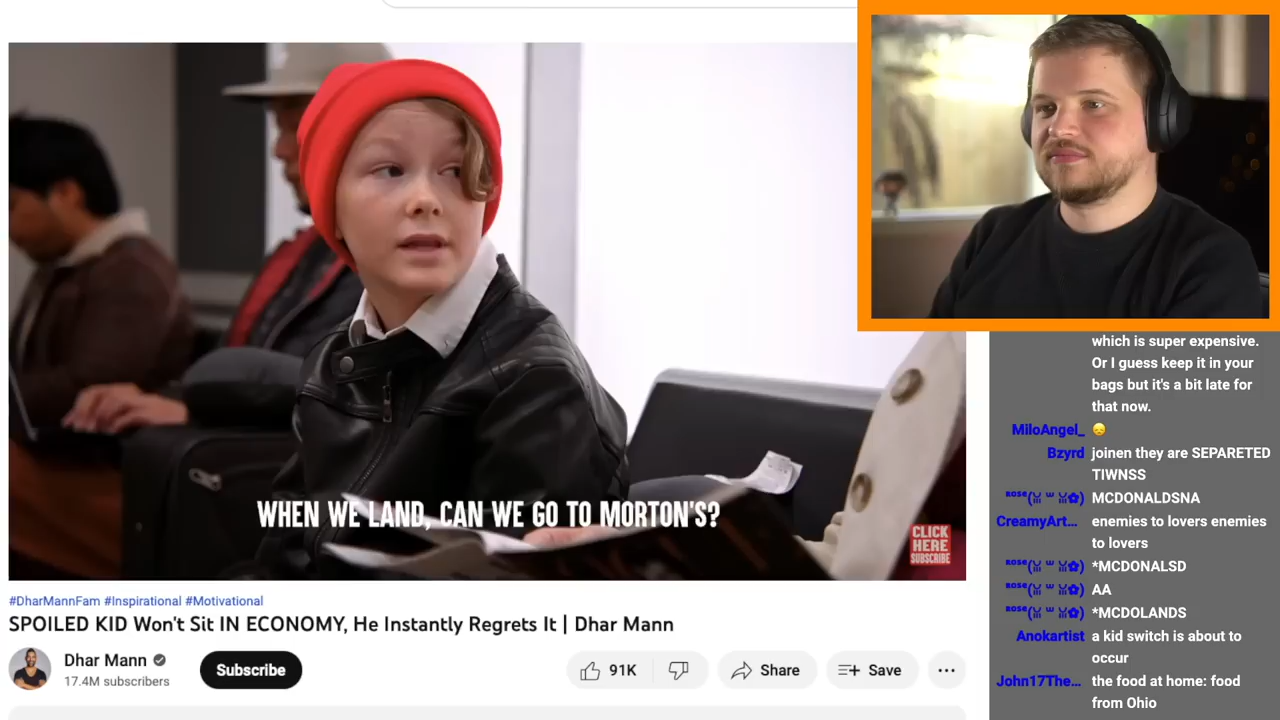 WHEN WE LAND, CAN WE GO TO MORTON'S?
CLICK
HERE
SUBSCRIBE
#DharMannFam #Inspirational #Motivational
SPOILED KID Won't Sit IN ECONOMY, He Instantly Regrets It | Dhar Mann
Dhar Mann
17.4M subscribers
Subscribe
91K
Share
Save
which is super expensive.
Or I guess keep it in your
bags but it's a bit late for
that now.
MiloAngel_ 😞
Bzyrd joinen they are SEPARETED
TIWNSS
MCDONALDSNA
CreamyArt... enemies to lovers enemies
to lovers
*MCDONALSD
AA
*MCDOLANDS
Anokartist a kid switch is about to
occur
John17The... the food at home: food
from Ohio